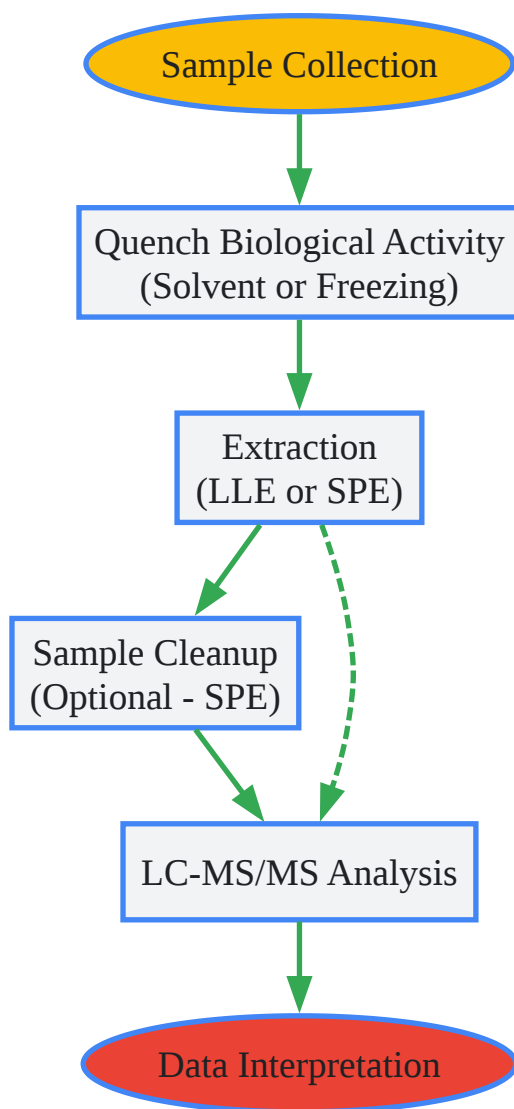 Sample Collection
Quench Biological Activity
(Solvent or Freezing)
Extraction
(LLE or SPE)
Sample Cleanup
(Optional - SPE)
LC-MS/MS Analysis
Data Interpretation